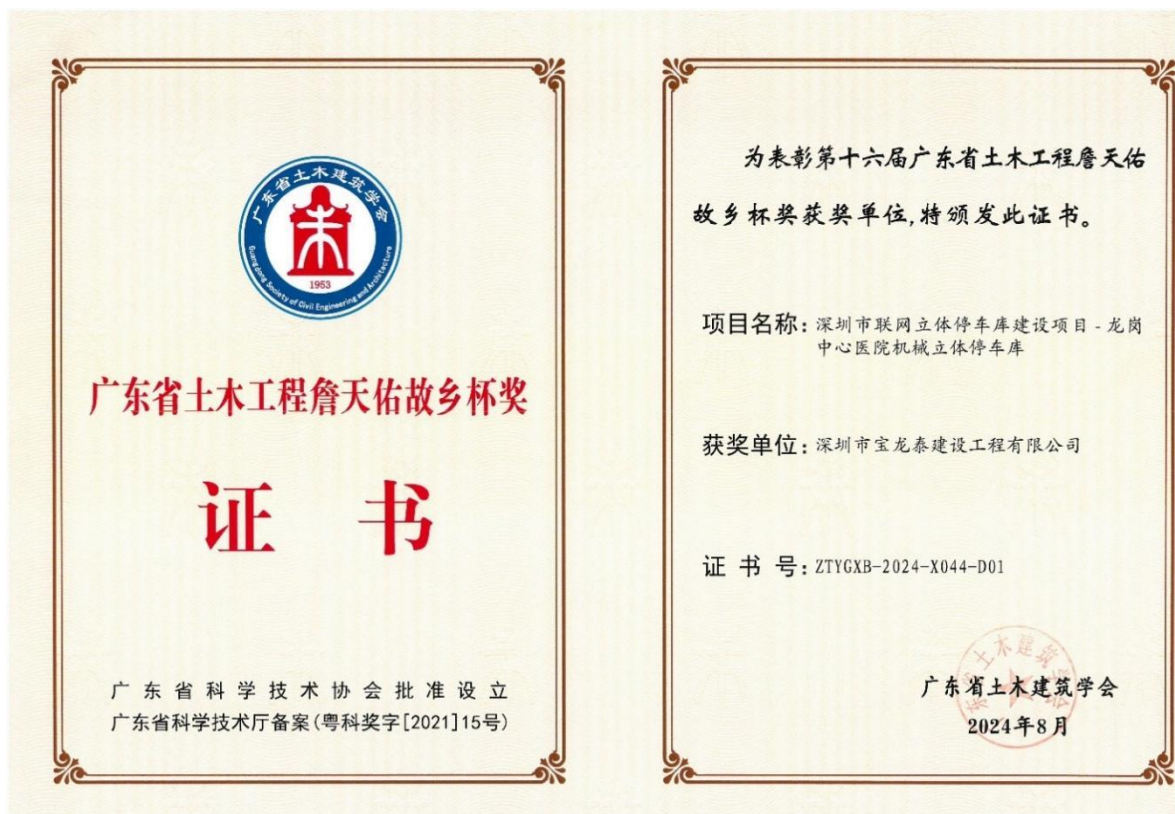 广东省土木建筑学会
1953
Guangdong Society of Civil Engineering and Architecture
广东省土木工程詹天佑故乡杯奖
证 书
广东省科学技术协会批准设立
广东省科学技术厅备案(粤科奖字[2021]15号)
为表彰第十六届广东省土木工程詹天佑
故乡杯奖获奖单位,特颁发此证书。
项目名称:深圳市联网立体停车库建设项目-龙岗
中心医院机械立体停车库
获奖单位:深圳市宝龙泰建设工程有限公司
证 书 号:ZTYGXB-2024-X044-D01
广东省土木建筑学会
2024年8月